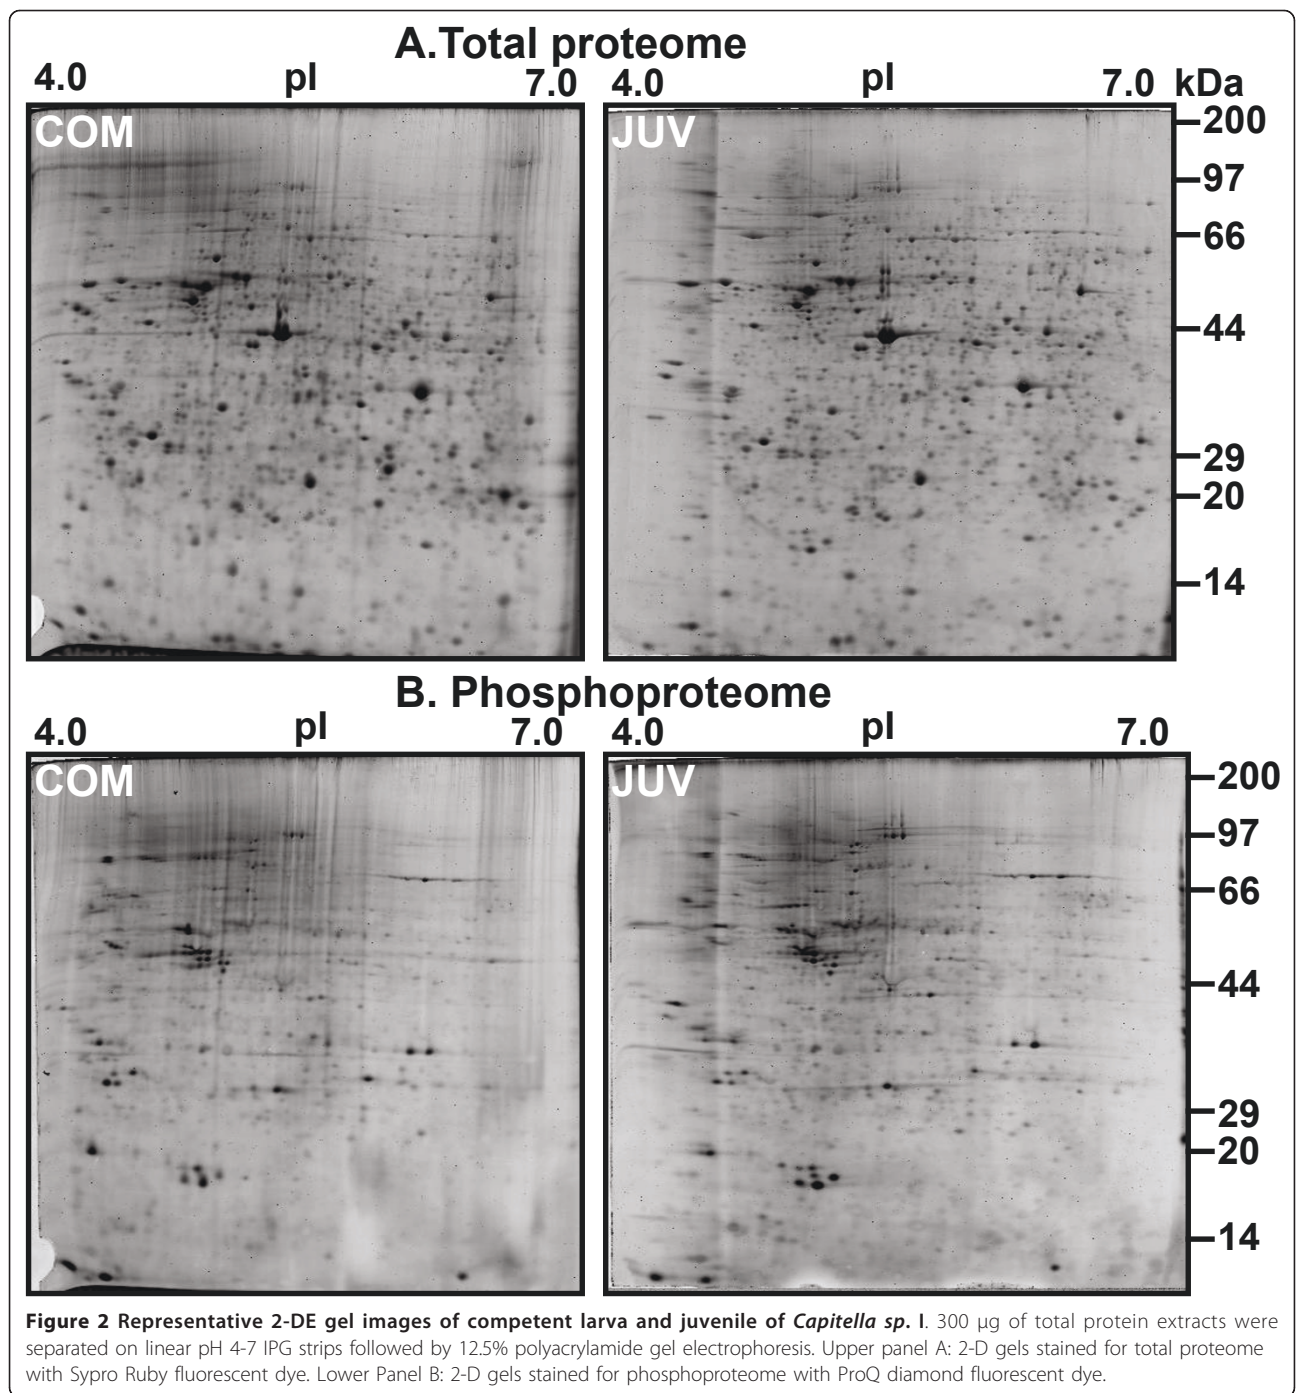 A.Total proteome
4.0 pI 7.0 4.0 pI 7.0 kDa
COM JUV
200
97
66
44
29
20
14
B. Phosphoproteome
4.0 pI 7.0 4.0 pI 7.0
COM JUV
200
97
66
44
29
20
14
Figure 2 Representative 2-DE gel images of competent larva and juvenile of Capitella sp. I. 300 μg of total protein extracts were
separated on linear pH 4-7 IPG strips followed by 12.5% polyacrylamide gel electrophoresis. Upper panel A: 2-D gels stained for total proteome
with Sypro Ruby fluorescent dye. Lower Panel B: 2-D gels stained for phosphoproteome with ProQ diamond fluorescent dye.